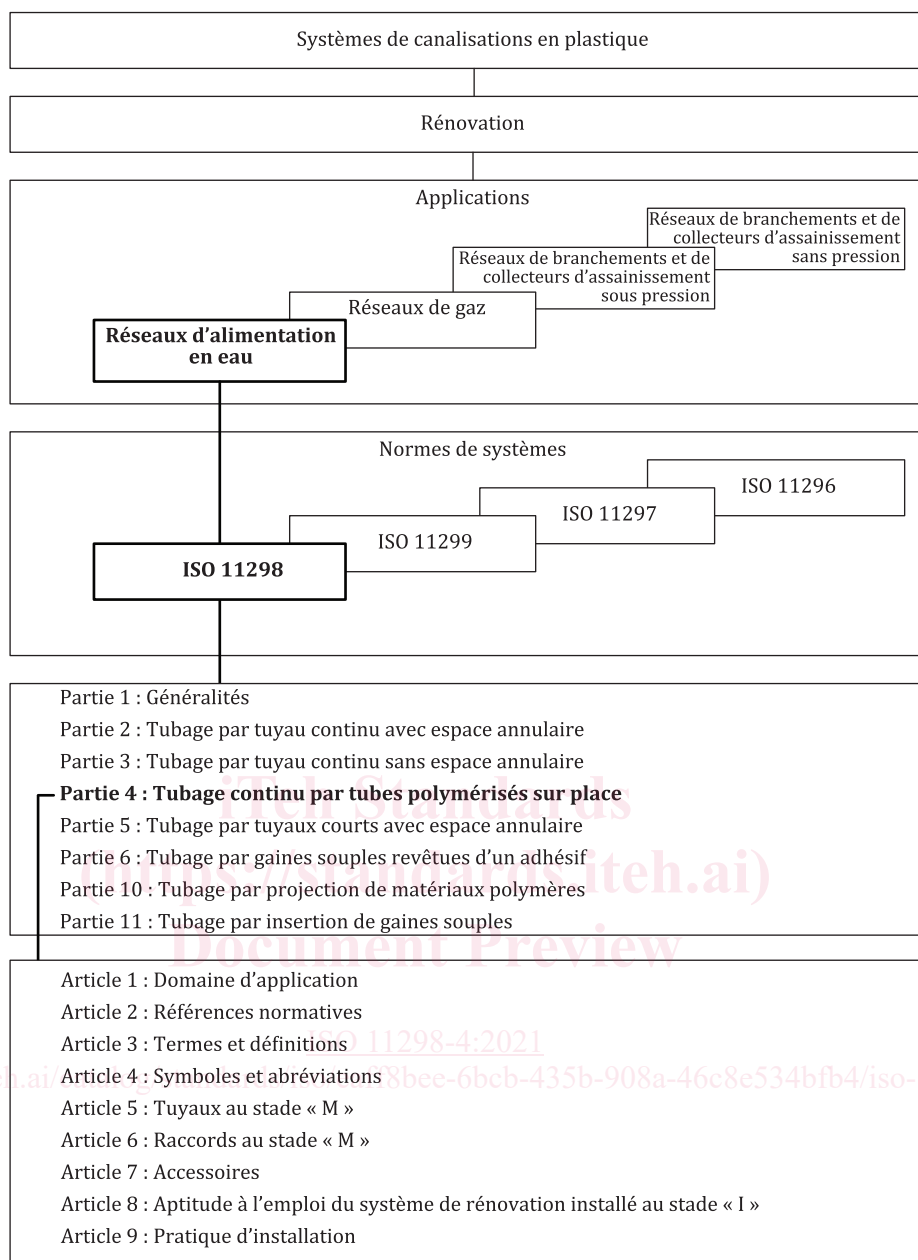 Systèmes de canalisations en plastique
Rénovation
Applications
Réseaux de branchements et de
collecteurs d’assainissement
sans pression
Réseaux de branchements et de
collecteurs d’assainissement
sous pression
Réseaux de gaz
Réseaux d’alimentation
en eau
Normes de systèmes
ISO 11296
ISO 11297
ISO 11299
ISO 11298
Partie 1 : Généralités
Partie 2 : Tubage par tuyau continu avec espace annulaire
Partie 3 : Tubage par tuyau continu sans espace annulaire
iTeh Standards
Partie 4 : Tubage continu par tubes polymérisés sur place
Partie 5 : Tubage par tuyaux courts avec espace annulaire
Partie 6 : Tubage par gaines souples revêtues d’un adhésif
(https://standards.iteh.ai)
Partie 10 : Tubage par projection de matériaux polymères
Partie 11 : Tubage par insertion de gaines souples
Document Preview
Article 1 : Domaine d’application
Article 2 : Références normatives
Article 3 : Termes et définitions
ISO 11298-4:2021
Article 4 : Symboles et abréviations
Article 5 : Tuyaux au stade « M »
Article 6 : Raccords au stade « M »
Article 7 : Accessoires
Article 8 : Aptitude à l’emploi du système de rénovation installé au stade « I »
Article 9 : Pratique d’installation